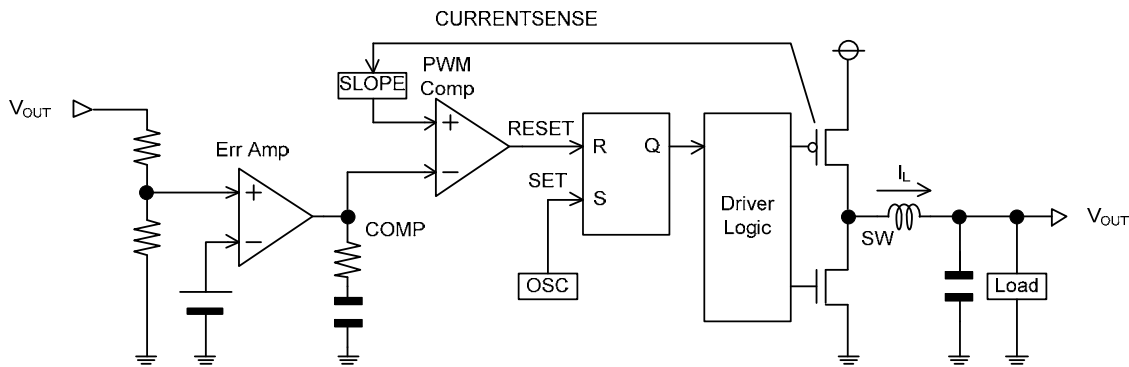 CURRENTSENSE
PWM
Comp
SLOPE
VOUT
+
−
RESET
R
Q
Err Amp
SET
S
+
−
COMP
Driver
Logic
IL
SW
VOUT
OSC
Load